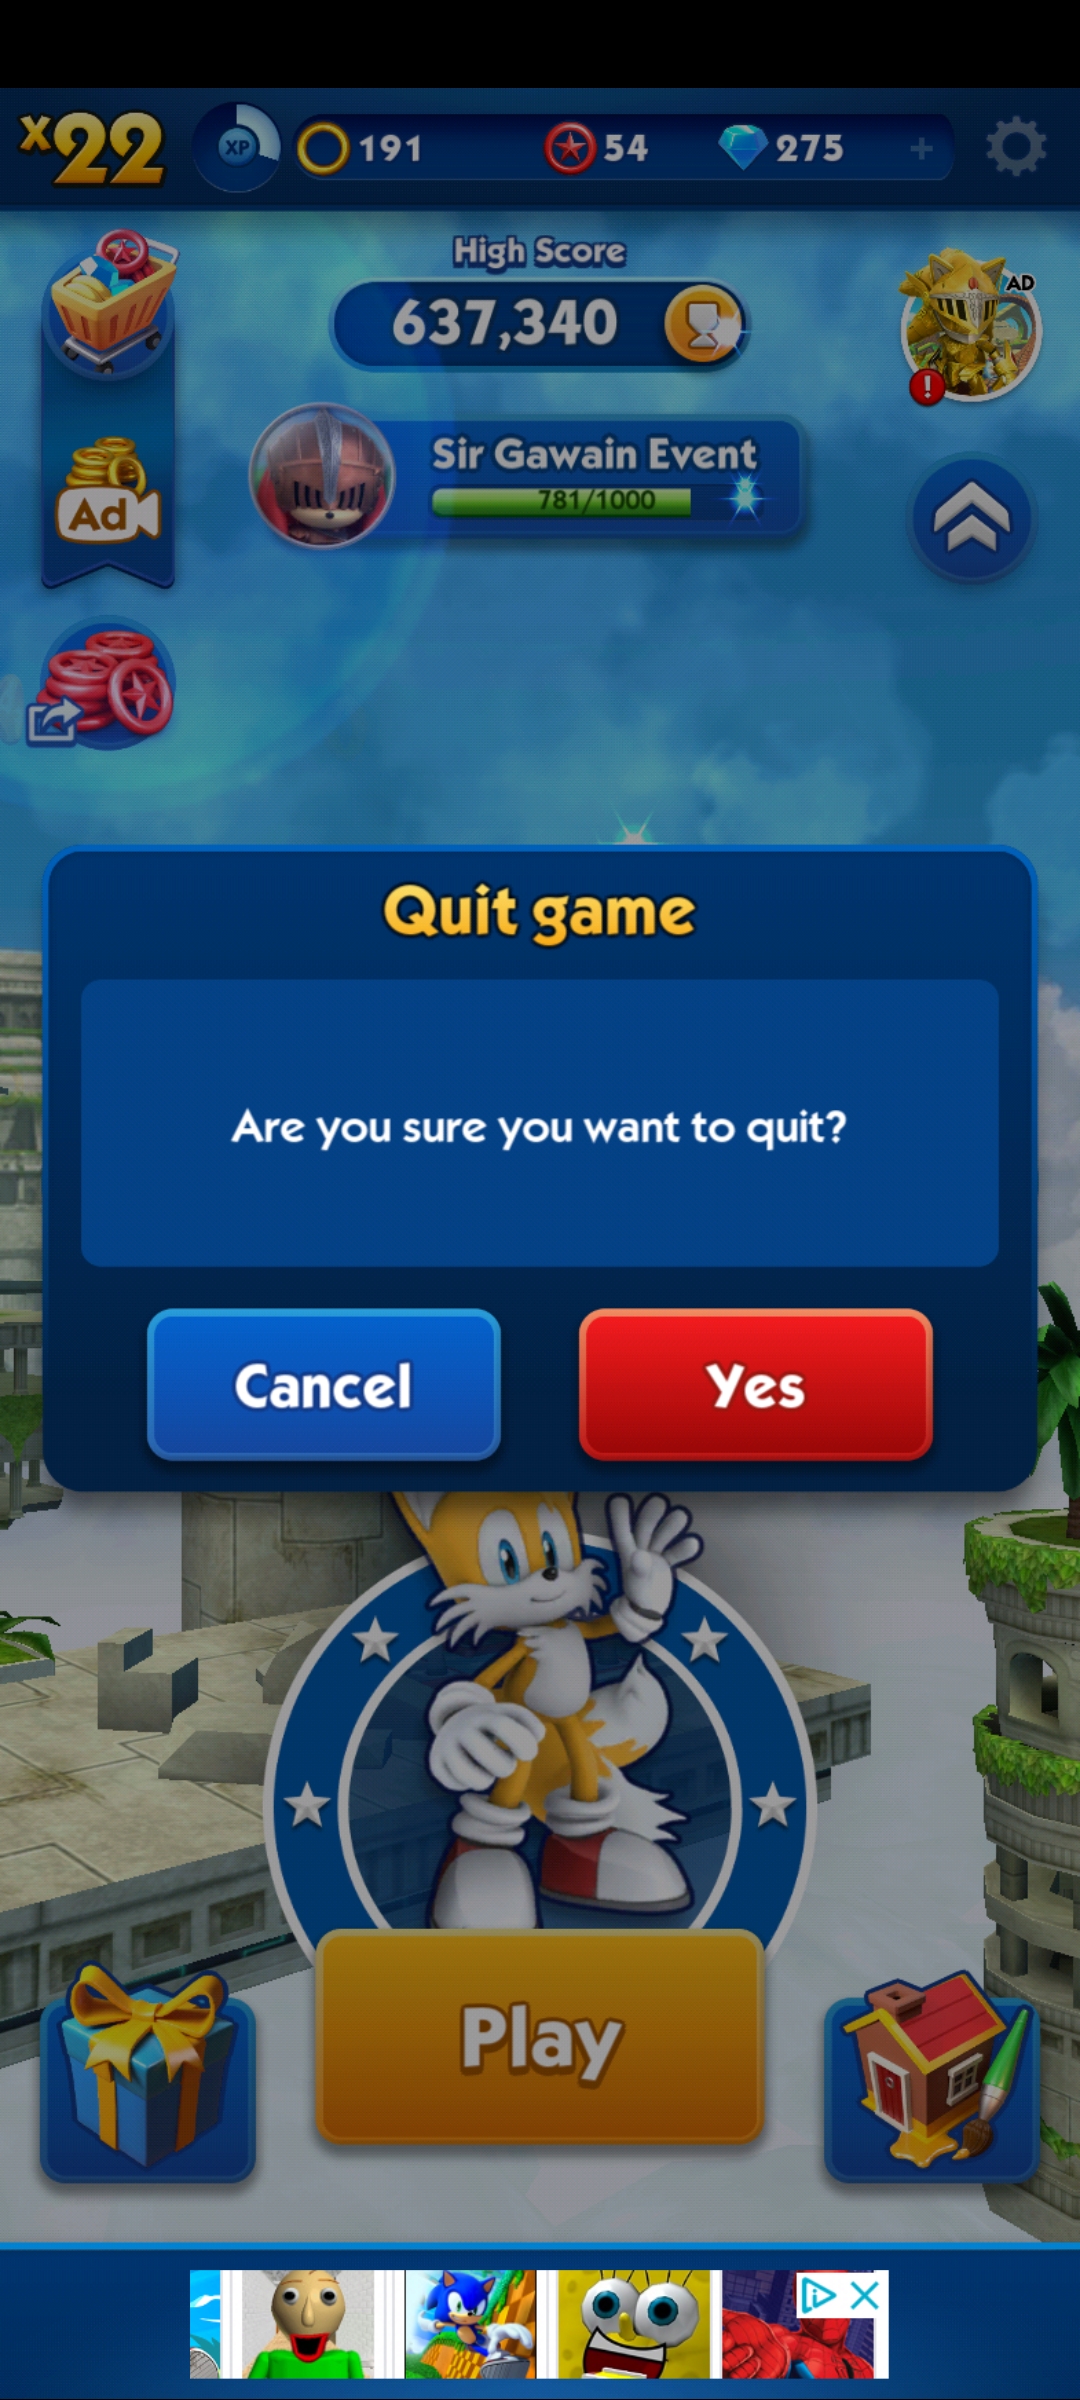 x22
XP
191
54
275
+
High Score
637,340
AD
!
Sir Gawain Event
781/1000
Ad
Quit game
Are you sure you want to quit?
Cancel
Yes
Play